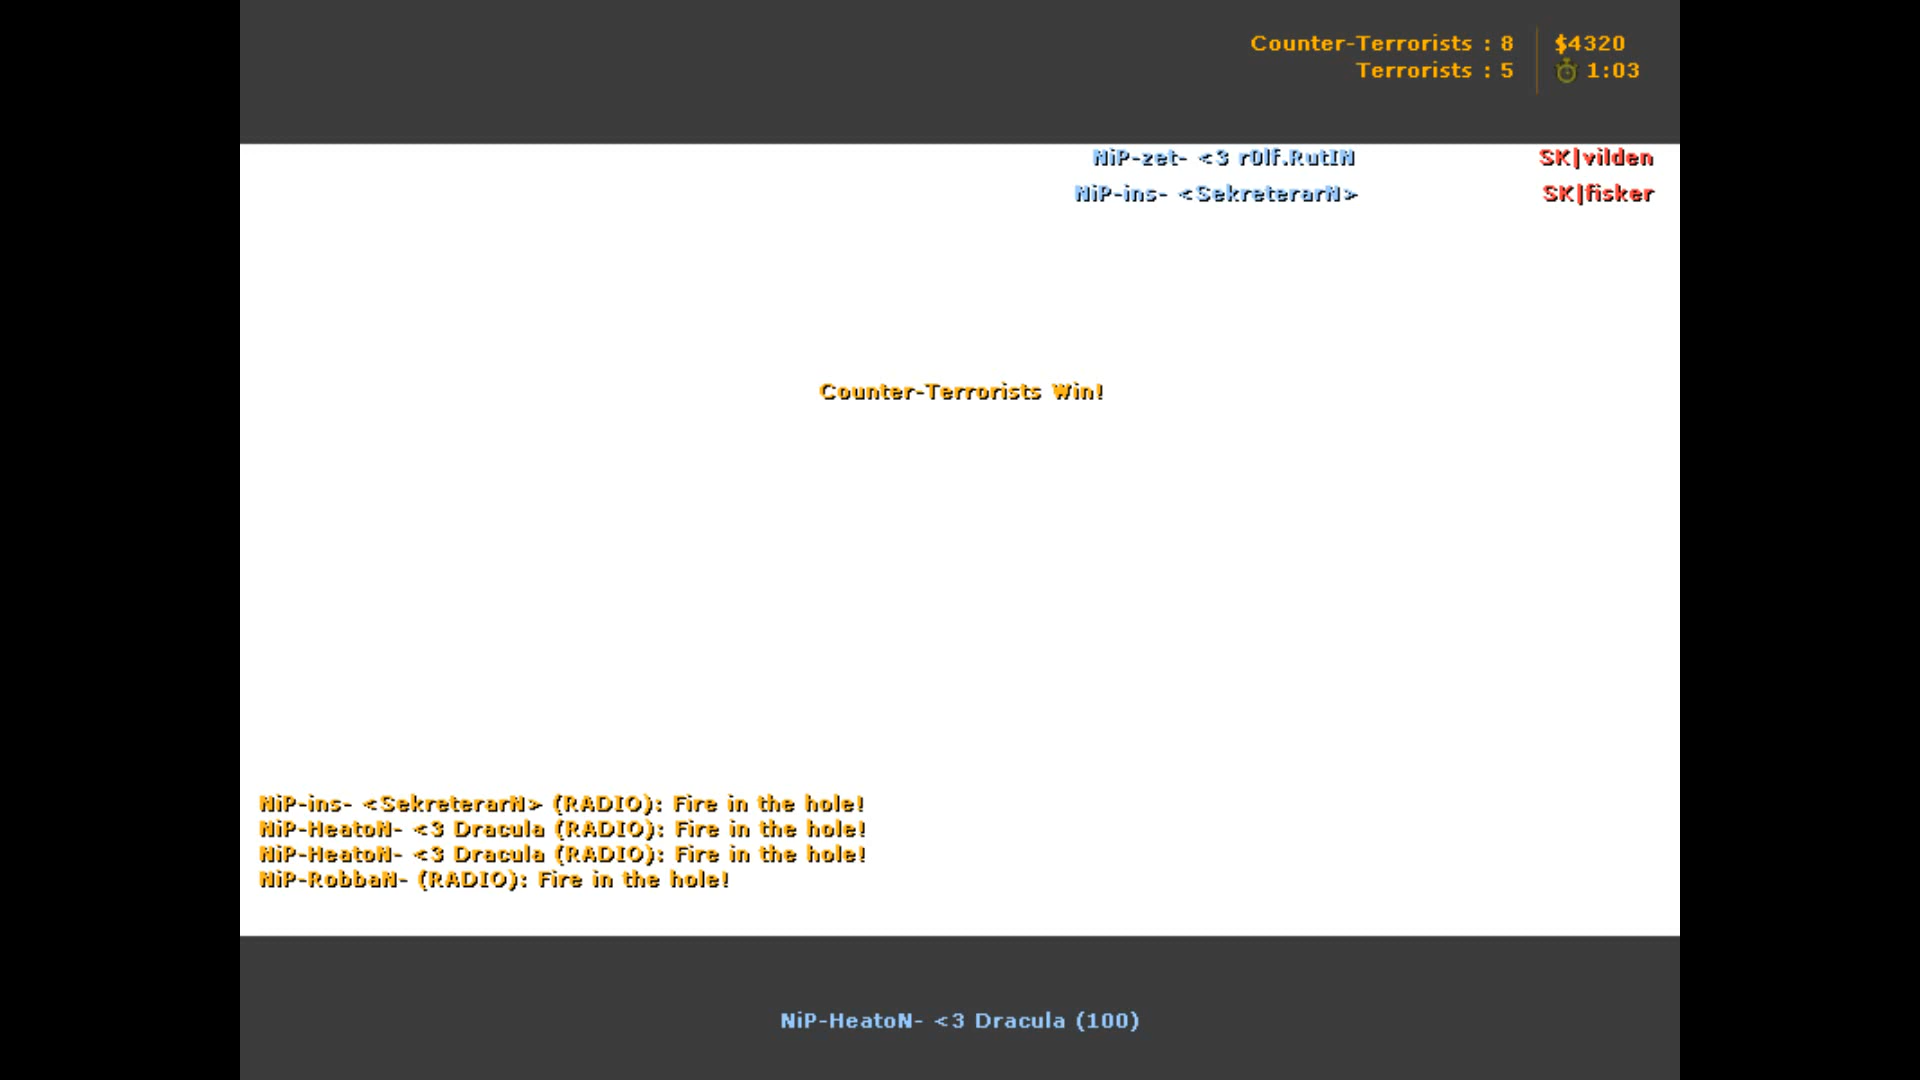 Counter-Terrorists : 8 $4320
Terrorists : 5 1:03
NiP-zet- <3 r0lf.RutIN SK|vilden
NiP-ins- <SekreterarN> SK|fisker
Counter-Terrorists Win!
NiP-ins- <SekreterarN> (RADIO): Fire in the hole!
NiP-HeatoN- <3 Dracula (RADIO): Fire in the hole!
NiP-HeatoN- <3 Dracula (RADIO): Fire in the hole!
NiP-RobbaN- (RADIO): Fire in the hole!
NiP-HeatoN- <3 Dracula (100)